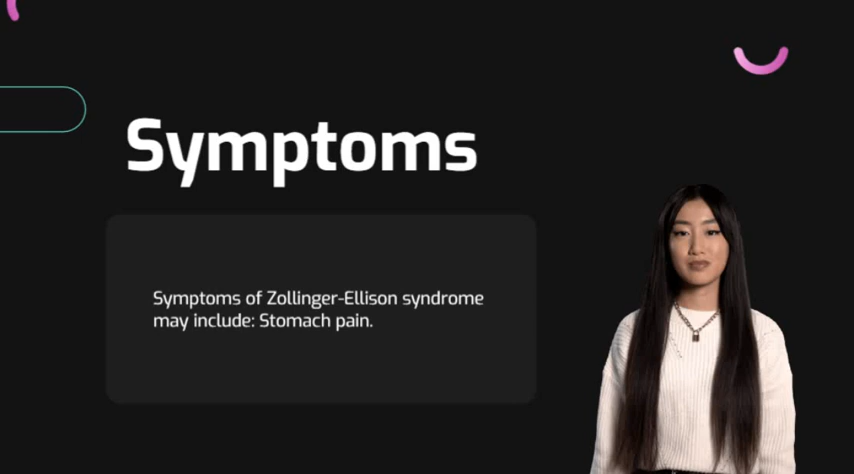 Symptoms
Symptoms of Zollinger-Ellison syndrome
may include: Stomach pain.